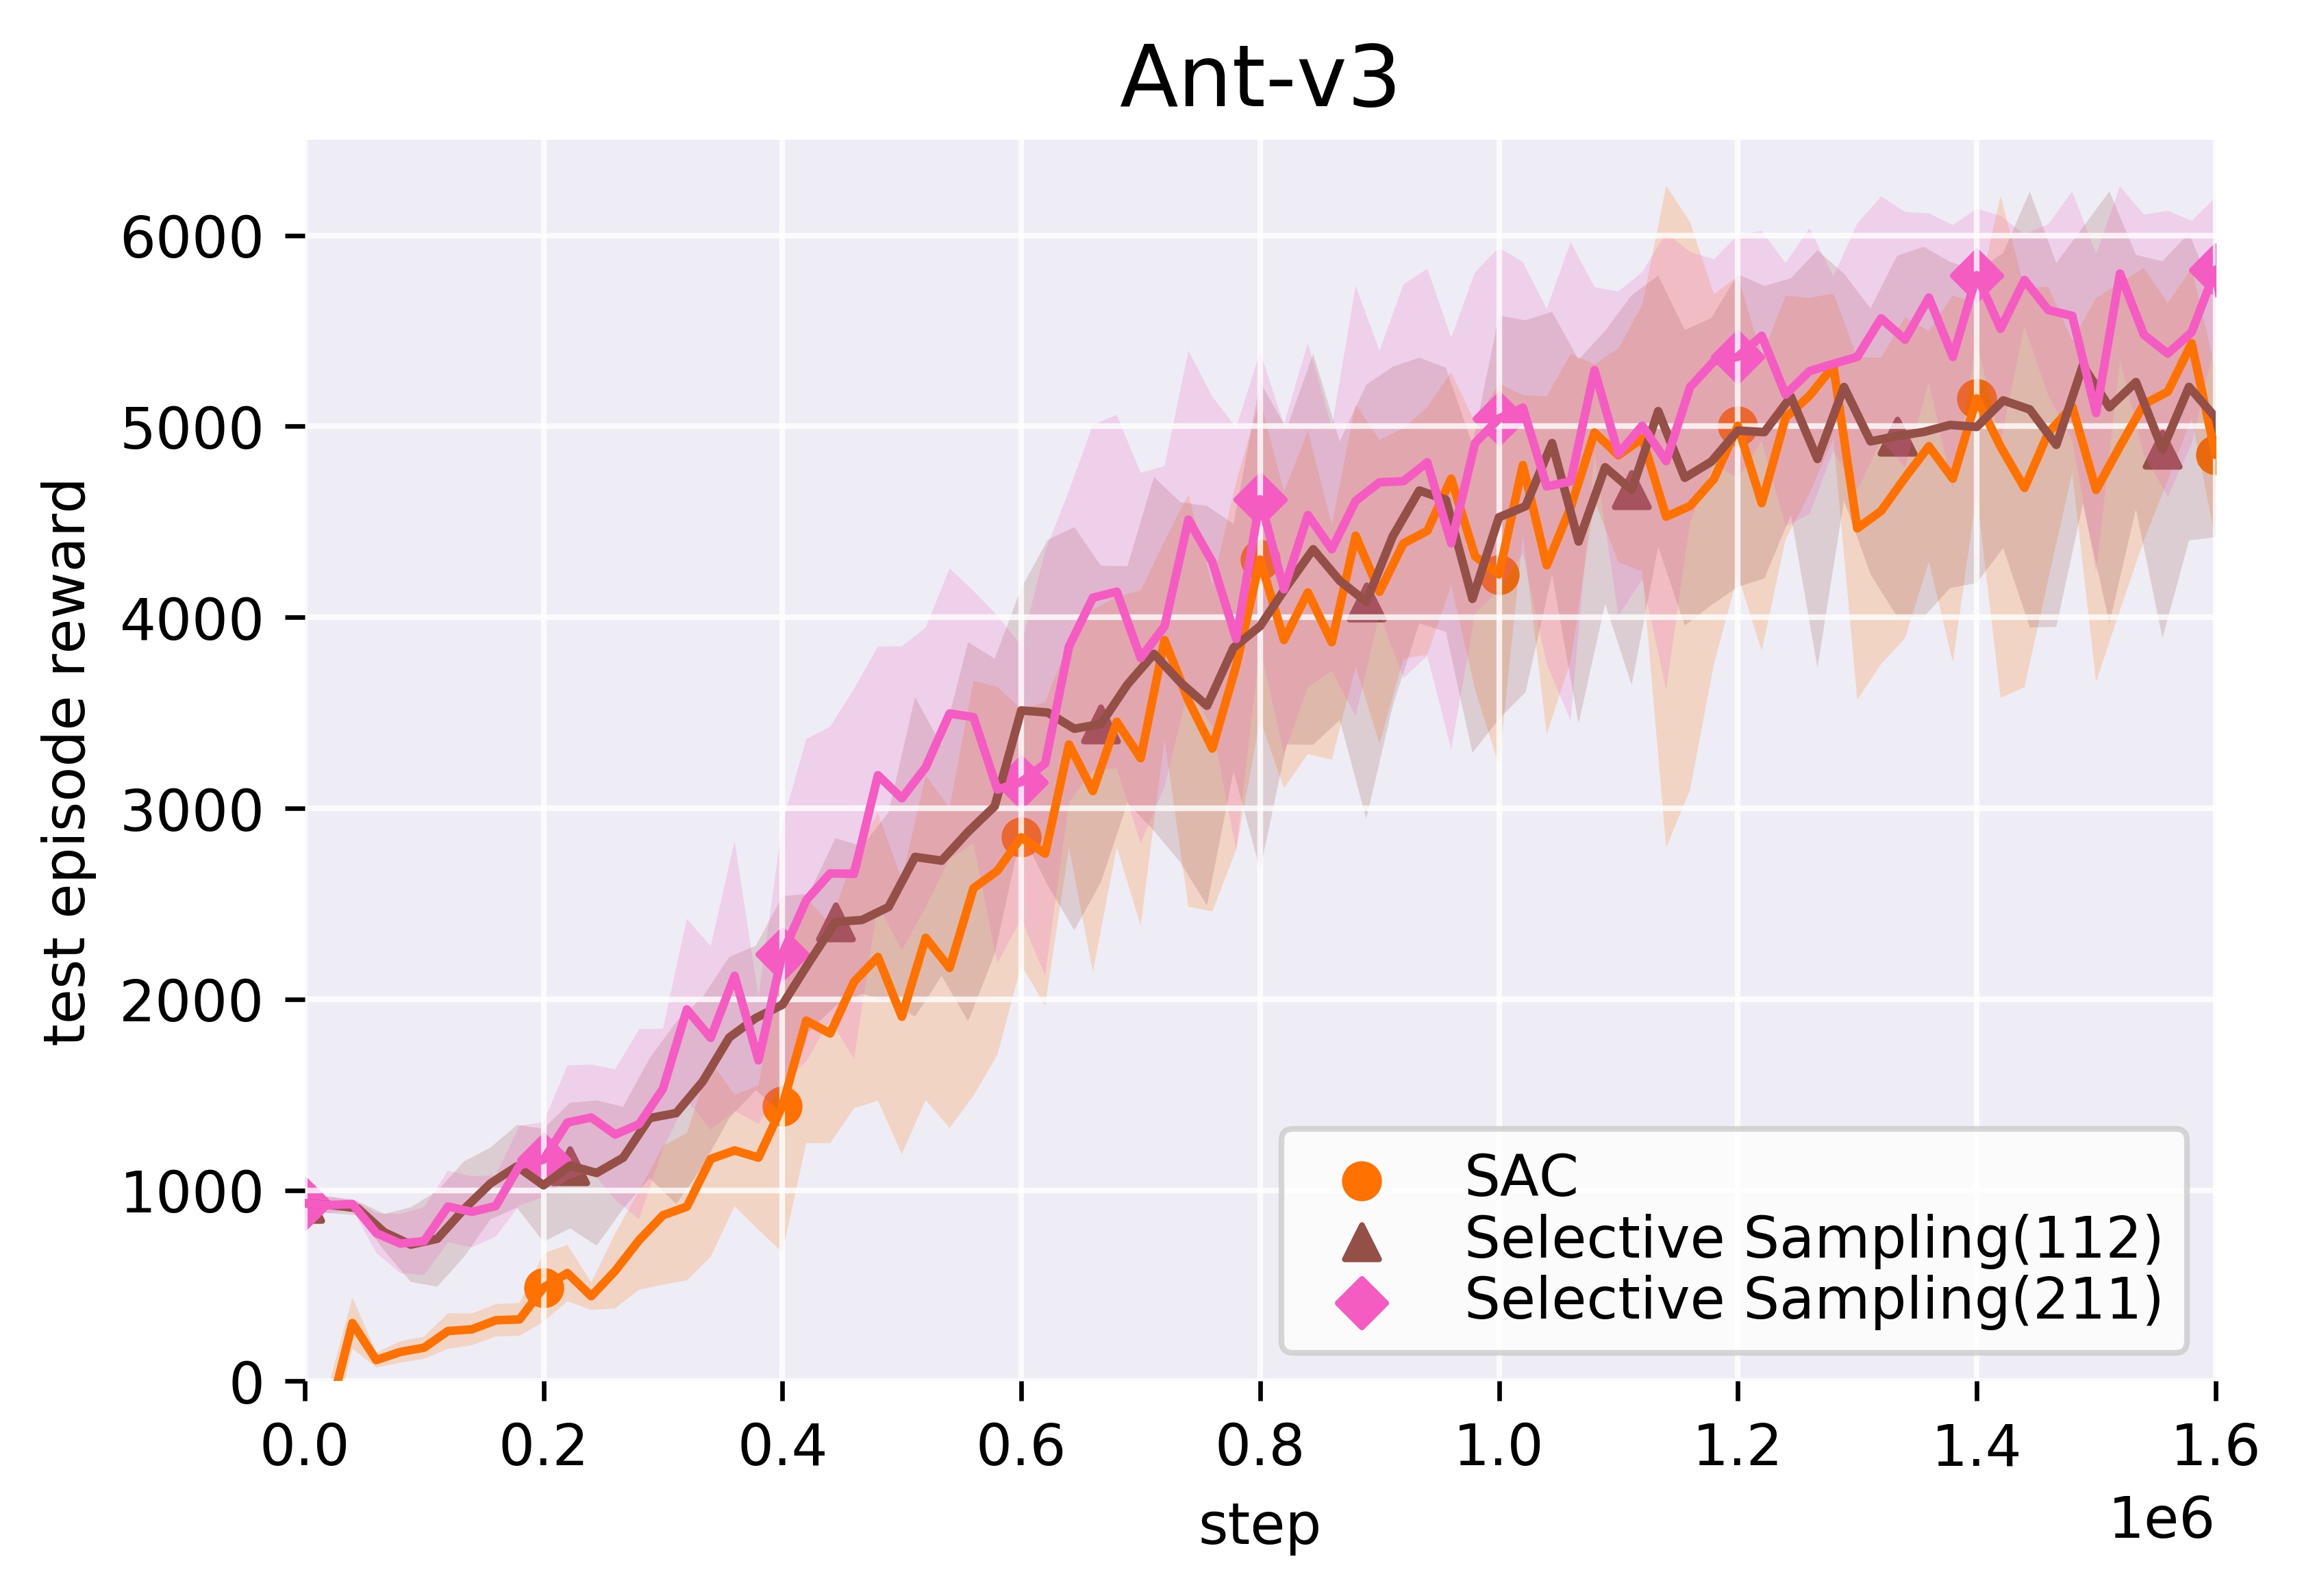 Ant-v3
6000
5000
4000
3000
2000
1000
0
test episode reward
SAC
Selective Sampling(112)
Selective Sampling(211)
0.0 0.2 0.4 0.6 0.8 1.0 1.2 1.4 1.6
step
1e6